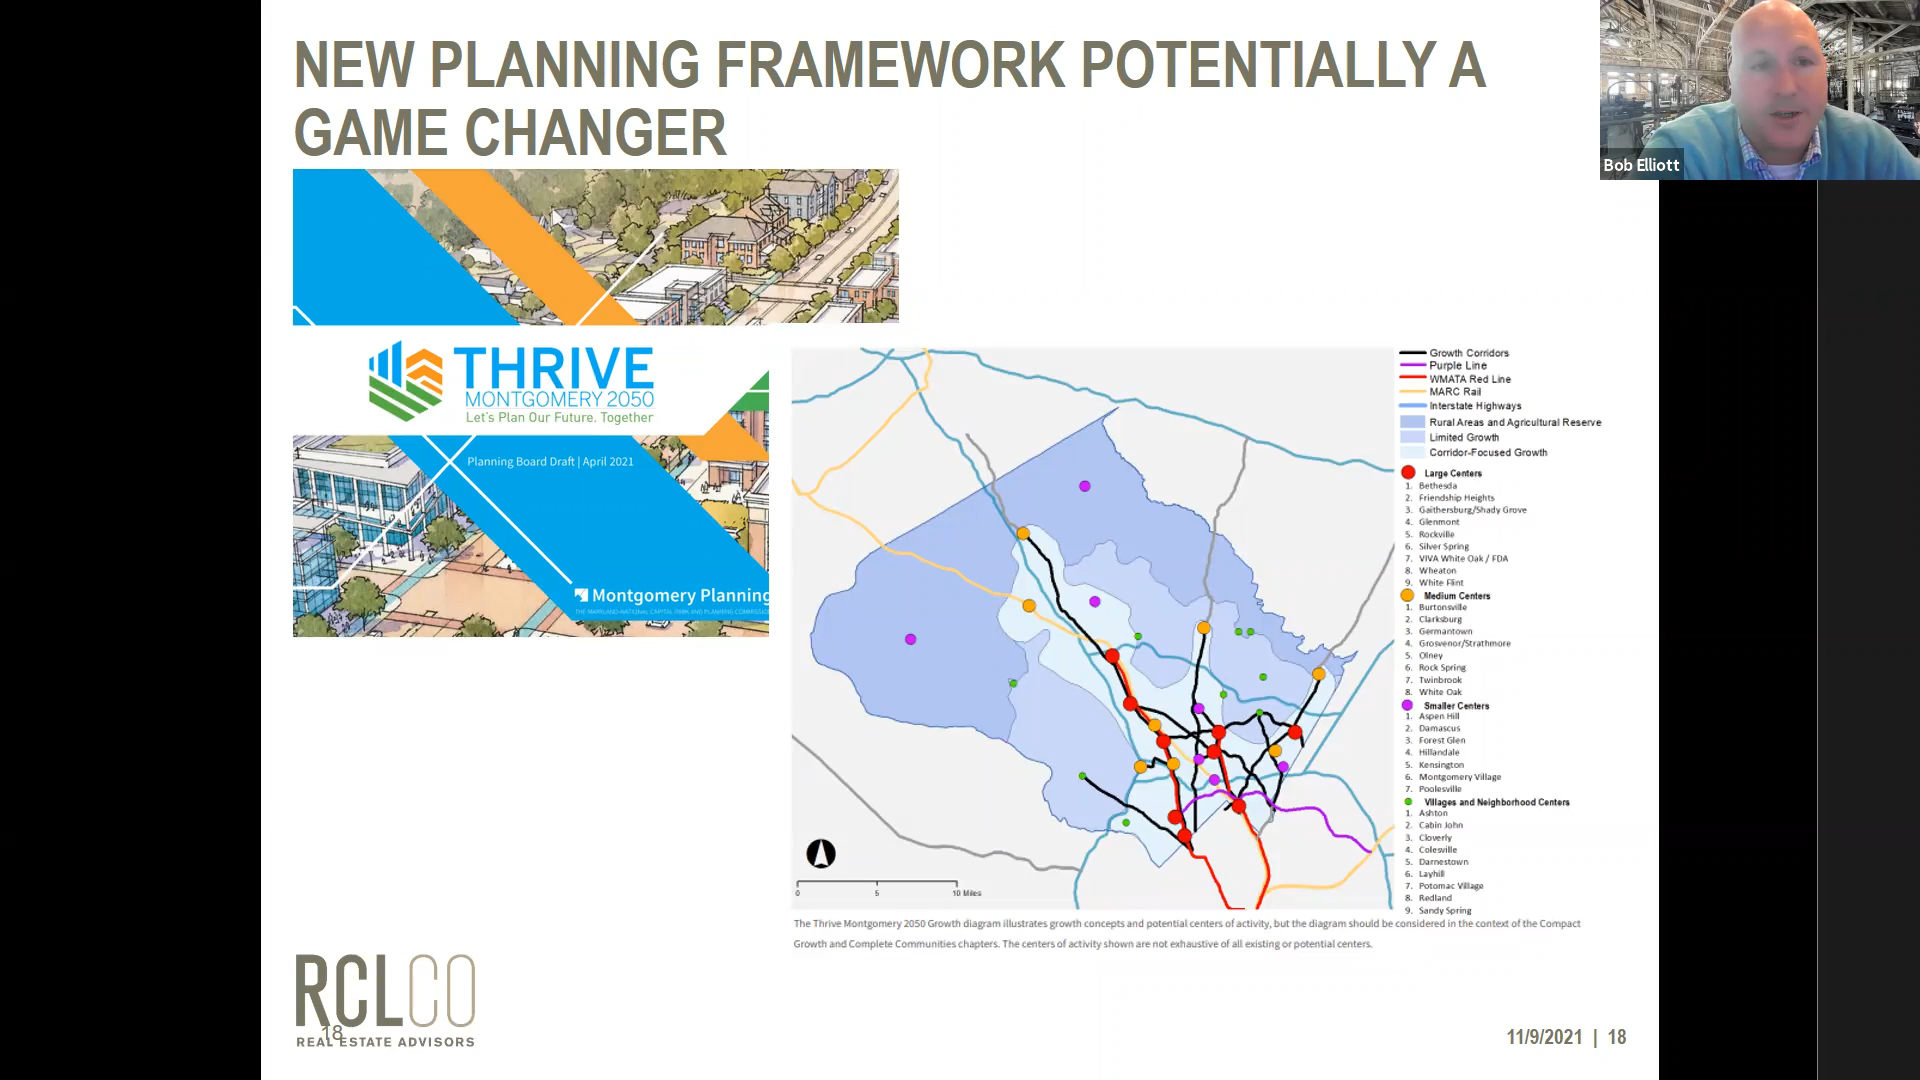 NEW PLANNING FRAMEWORK POTENTIALLY A
GAME CHANGER
Bob Elliott
THRIVE
MONTGOMERY 2050
Let's Plan Our Future. Together
Planning Board Draft | April 2021
Montgomery Planning
THE MARYLAND-NATIONAL CAPITAL PARK AND PLANNING COMMISSION
Growth Corridors
Purple Line
WMATA Red Line
MARC Rail
Interstate Highways
Rural Areas and Agricultural Reserve
Limited Growth
Corridor-Focused Growth
Large Centers
1. Bethesda
2. Friendship Heights
3. Gaithersburg/Shady Grove
4. Glenmont
5. Rockville
6. Silver Spring
7. VIVA White Oak / FDA
8. Wheaton
9. White Flint
Medium Centers
1. Burtonsville
2. Clarksburg
3. Germantown
4. Grosvenor/Strathmore
5. Olney
6. Rock Spring
7. Twinbrook
8. White Oak
Smaller Centers
1. Aspen Hill
2. Damascus
3. Forest Glen
4. Hillandale
5. Kensington
6. Montgomery Village
7. Poolesville
Villages and Neighborhood Centers
1. Ashton
2. Cabin John
3. Cloverly
4. Colesville
5. Darnestown
6. Layhill
7. Potomac Village
8. Redland
9. Sandy Spring
0 5 10 Miles
The Thrive Montgomery 2050 Growth diagram illustrates growth concepts and potential centers of activity, but the diagram should be considered in the context of the Compact
Growth and Complete Communities chapters. The centers of activity shown are not exhaustive of all existing or potential centers.
RCLCO
18
REAL ESTATE ADVISORS
11/9/2021 | 18